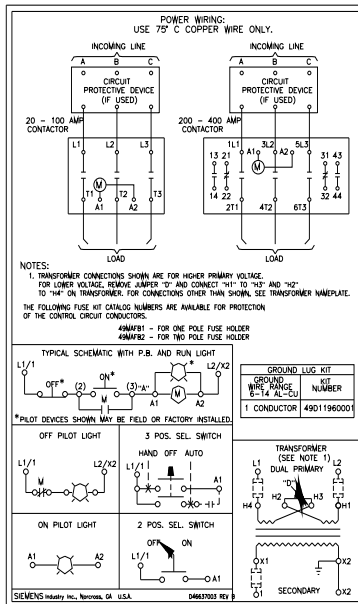 POWER WIRING:
USE 75° C COPPER WIRE ONLY.
INCOMING LINE
A B C
CIRCUIT
PROTECTIVE DEVICE
(IF USED)
20 - 100 AMP
CONTACTOR
L1 L2 L3
M
T1 T2 T3
A1 A2
LOAD
INCOMING LINE
A B C
CIRCUIT
PROTECTIVE DEVICE
(IF USED)
200 - 400 AMP
CONTACTOR
1L1 3L2 5L3
A1 A2
M
13 21 31 43
14 22 32 44
2T1 4T2 6T3
LOAD
NOTES:
1. TRANSFORMER CONNECTIONS SHOWN ARE FOR HIGHER PRIMARY VOLTAGE.
FOR LOWER VOLTAGE, REMOVE JUMPER "D" AND CONNECT "H1" TO "H3" AND "H2"
TO "H4" ON TRANSFORMER. FOR CONNECTIONS OTHER THAN SHOWN, SEE TRANSFORMER NAMEPLATE.
THE FOLLOWING FUSE KIT CATALOG NUMBERS ARE AVAILABLE FOR PROTECTION
OF THE CONTROL CIRCUIT CONDUCTORS.
49MAFB1 - FOR ONE POLE FUSE HOLDER
49MAFB2 - FOR TWO POLE FUSE HOLDER
TYPICAL SCHEMATIC WITH P.B. AND RUN LIGHT
L1/1 L2/X2
OFF* ON*
(2) (3)"A" A1 M A2
M
*PILOT DEVICES SHOWN MAY BE FIELD OR FACTORY INSTALLED.
GROUND LUG KIT
GROUND WIRE RANGE 6-14 AL-CU
KIT NUMBER
1 CONDUCTOR 49D11960001
OFF PILOT LIGHT
L1/1 L2/X2
M
3 POS. SEL. SWITCH
HAND OFF AUTO
L1/1
A1
ON PILOT LIGHT
A1 A2
2 POS. SEL. SWITCH
OFF ON
L1/1
A1
TRANSFORMER
(SEE NOTE 1)
L1 DUAL PRIMARY L2
"D"
H4 H2 H3 H1
X1 X2
SECONDARY
1 X2
SIEMENS Industry Inc., Norcross, GA U.S.A. D46637003 REV